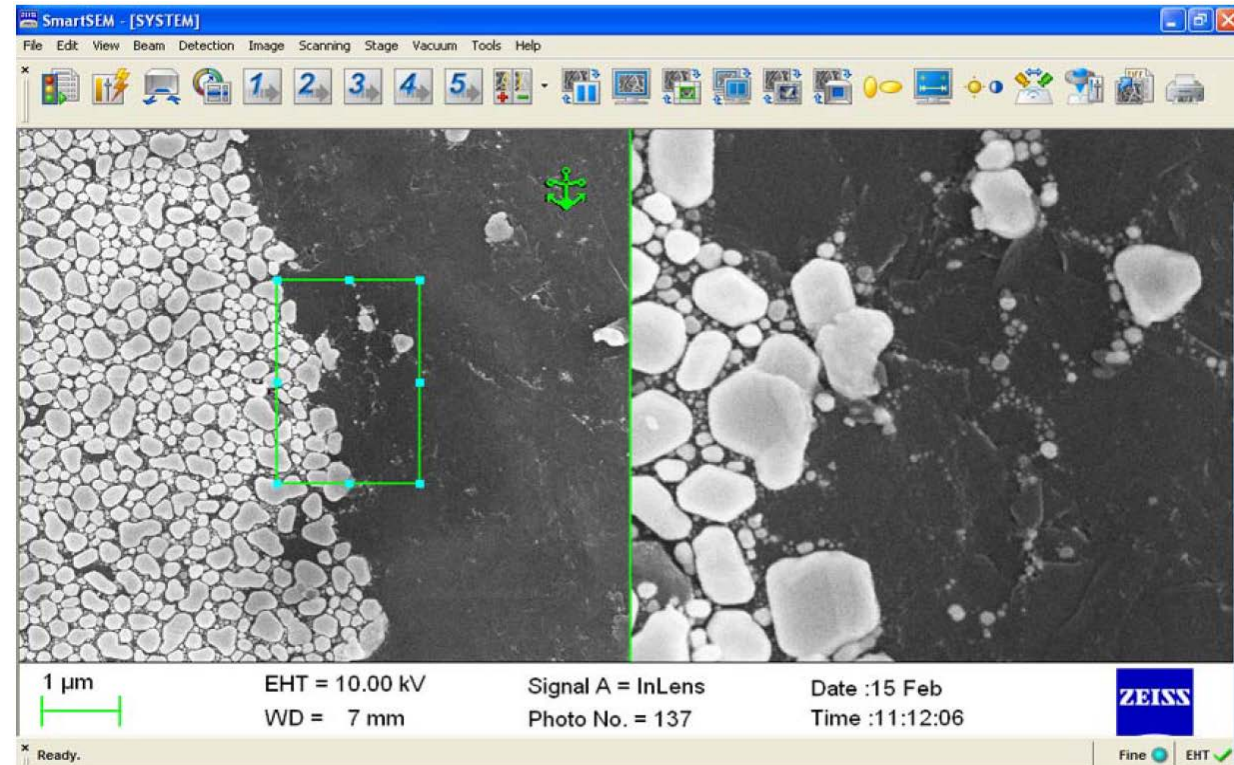 SmartSEM - [SYSTEM]
File Edit View Beam Detection Image Scanning Stage Vacuum Tools Help
1 2 3 4 5
1 µm EHT = 10.00 kV Signal A = InLens Date :15 Feb ZEISS
WD = 7 mm Photo No. = 137 Time :11:12:06
Ready. Fine EHT